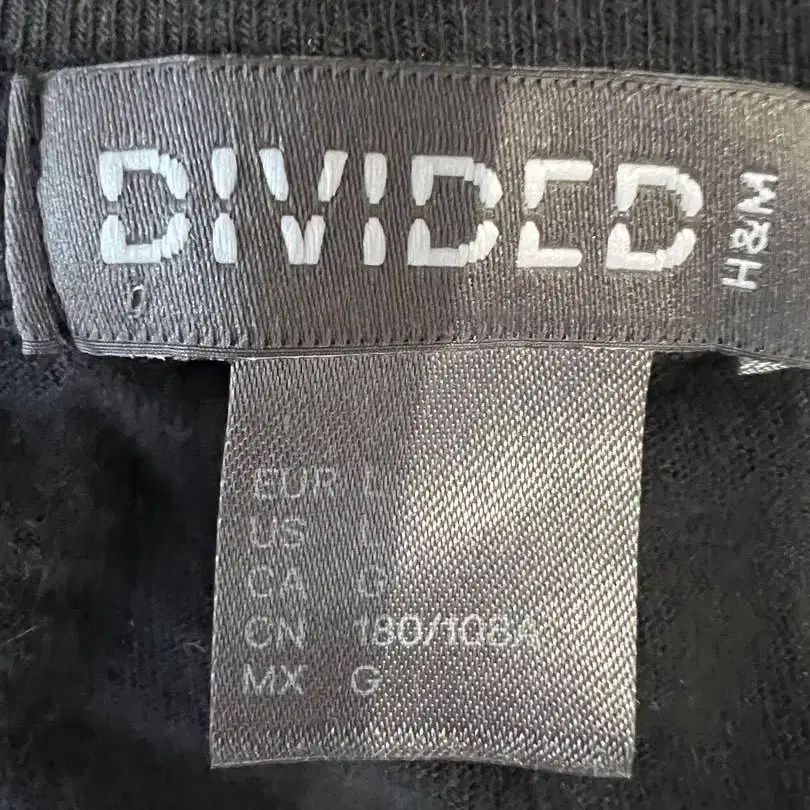 DIVIDED
H&M
EUR L
US L
CA G
CN 180/108A
MX G